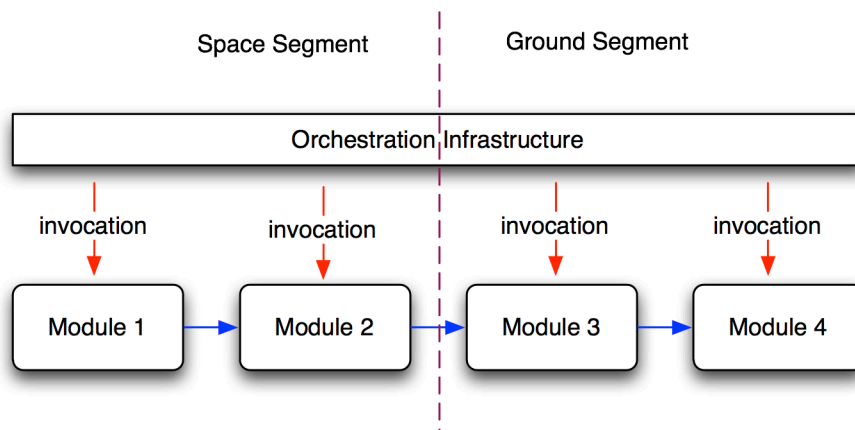 Space Segment
Ground Segment
Orchestration Infrastructure
invocation
invocation
invocation
invocation
Module 1
Module 2
Module 3
Module 4